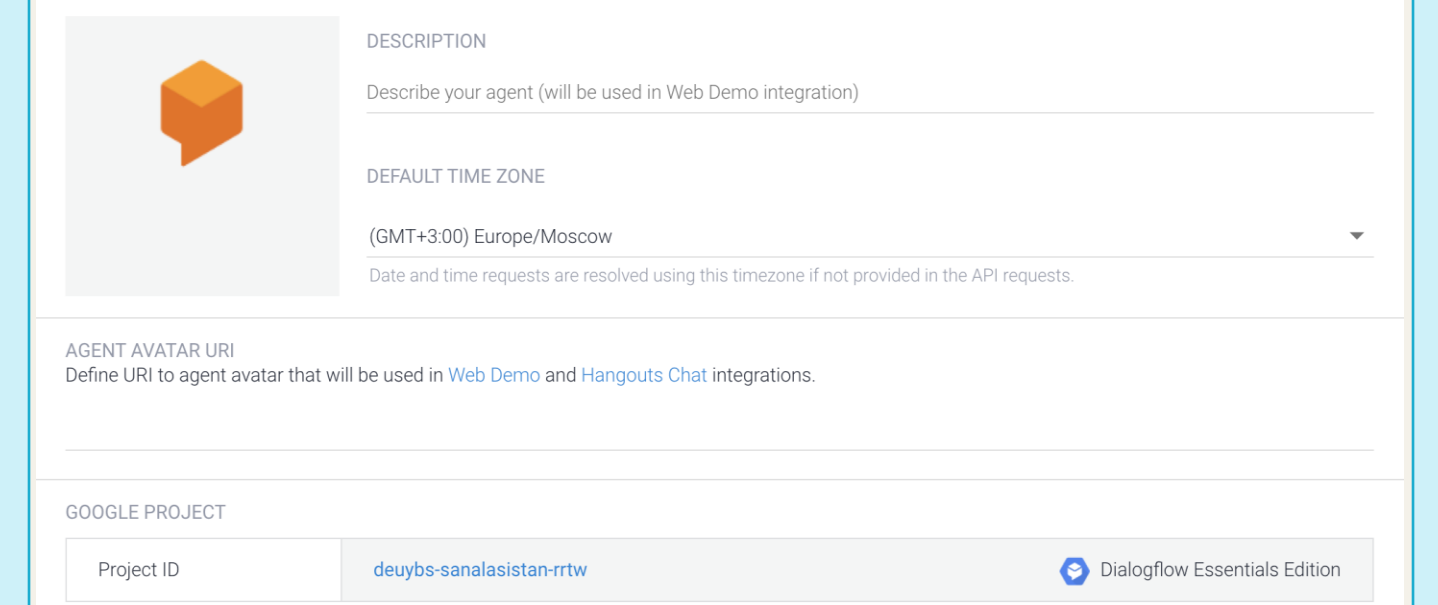 DESCRIPTION
Describe your agent (will be used in Web Demo integration)
DEFAULT TIME ZONE
(GMT+3:00) Europe/Moscow
Date and time requests are resolved using this timezone if not provided in the API requests.
AGENT AVATAR URI
Define URI to agent avatar that will be used in Web Demo and Hangouts Chat integrations.
GOOGLE PROJECT
Project ID deuybs-sanalasistan-rrtw Dialogflow Essentials Edition